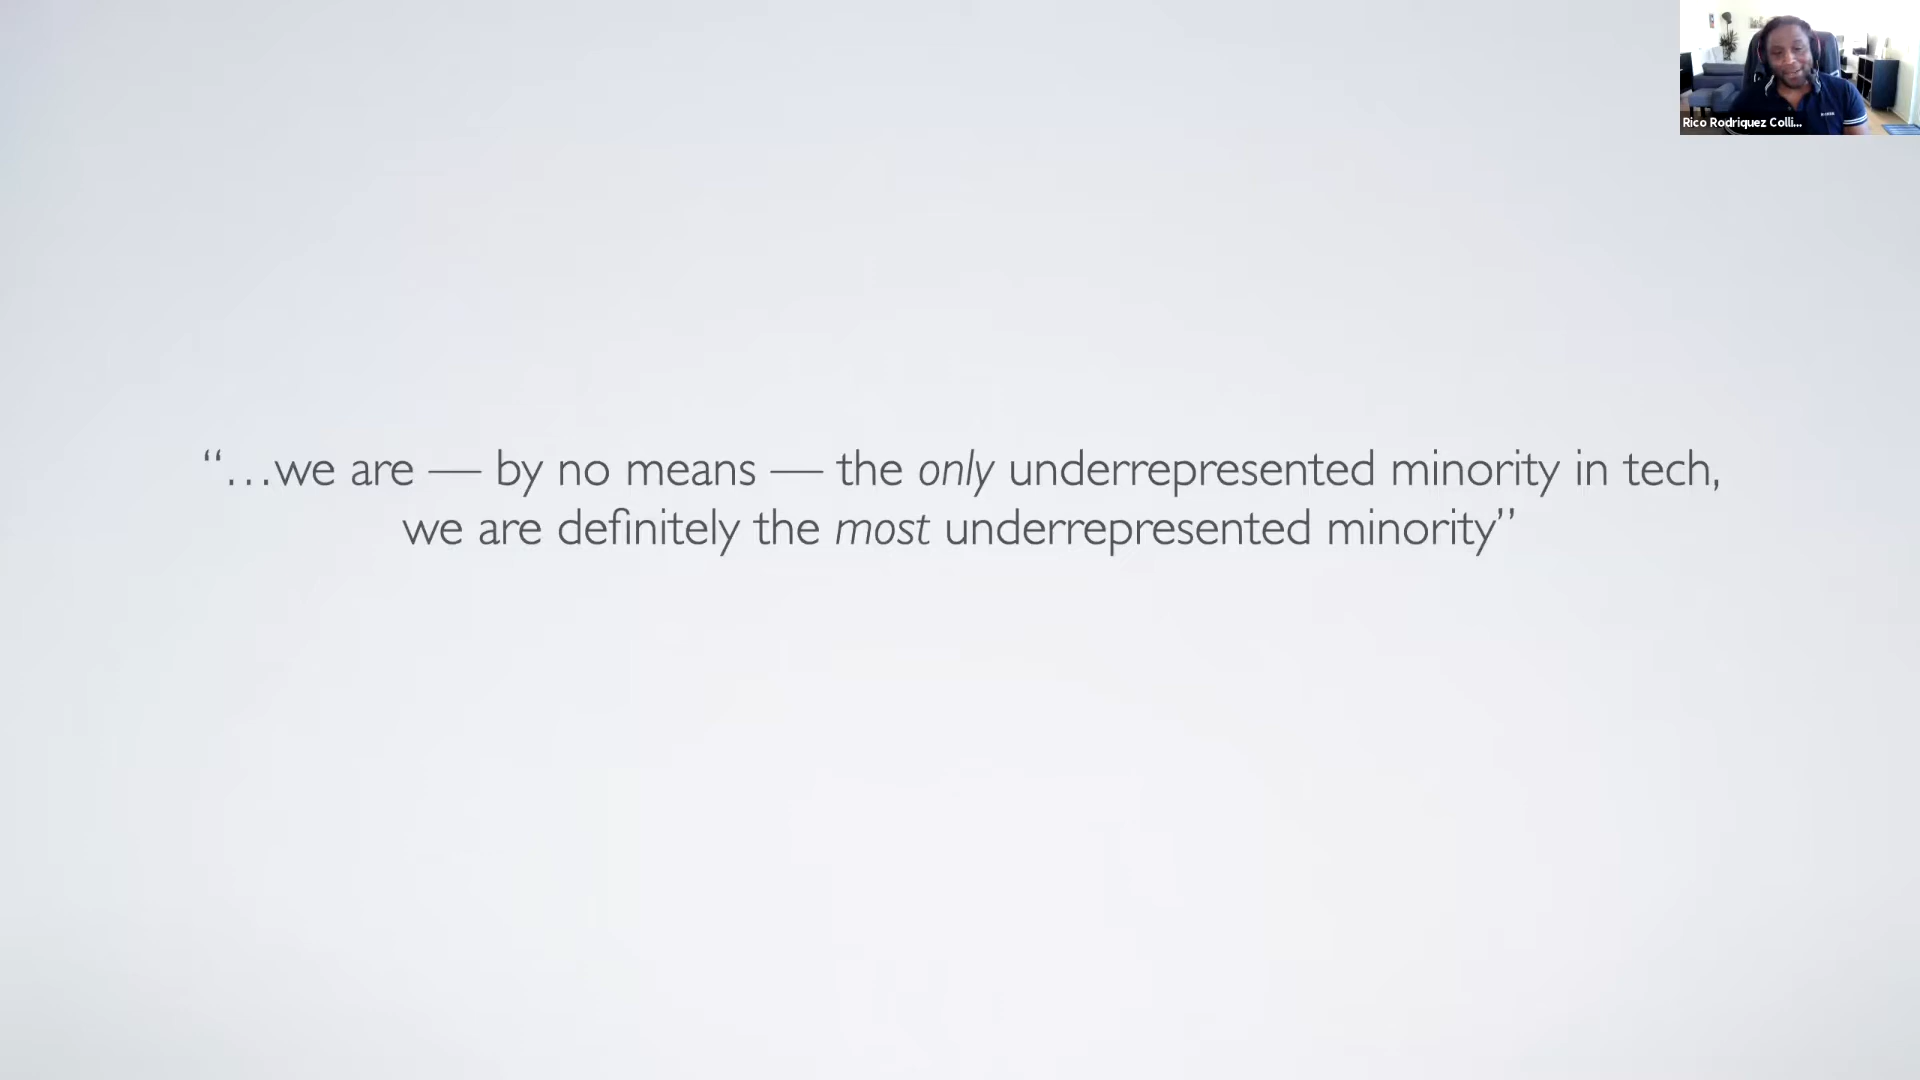 Rico Rodriquez Colli...
“…we are — by no means — the only underrepresented minority in tech,
we are definitely the most underrepresented minority”